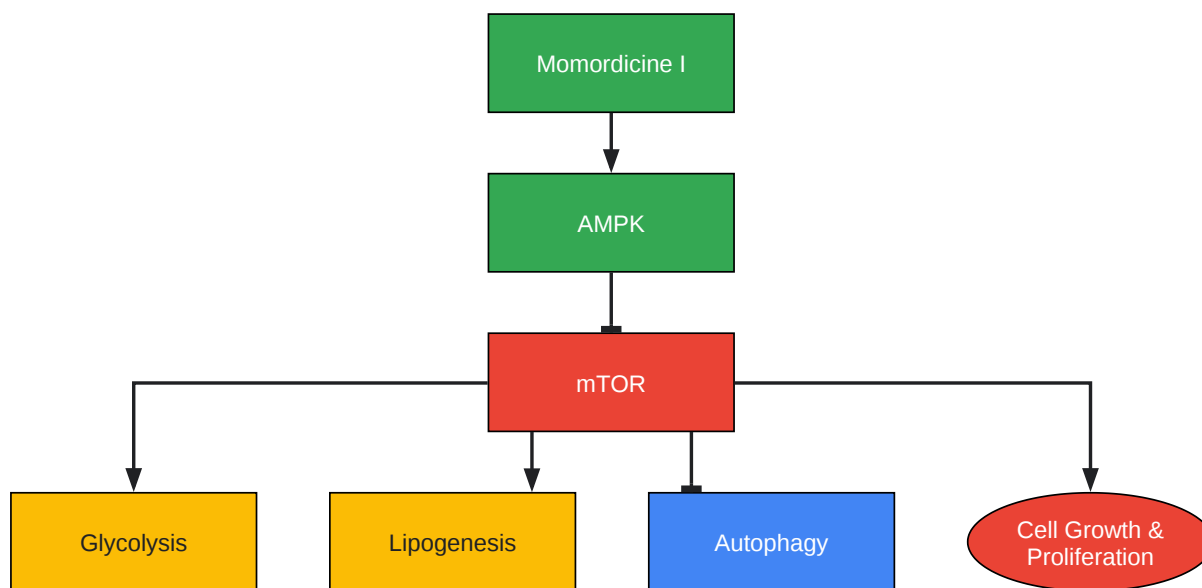 Momordicine I
AMPK
mTOR
Glycolysis
Lipogenesis
Autophagy
Cell Growth &
Proliferation